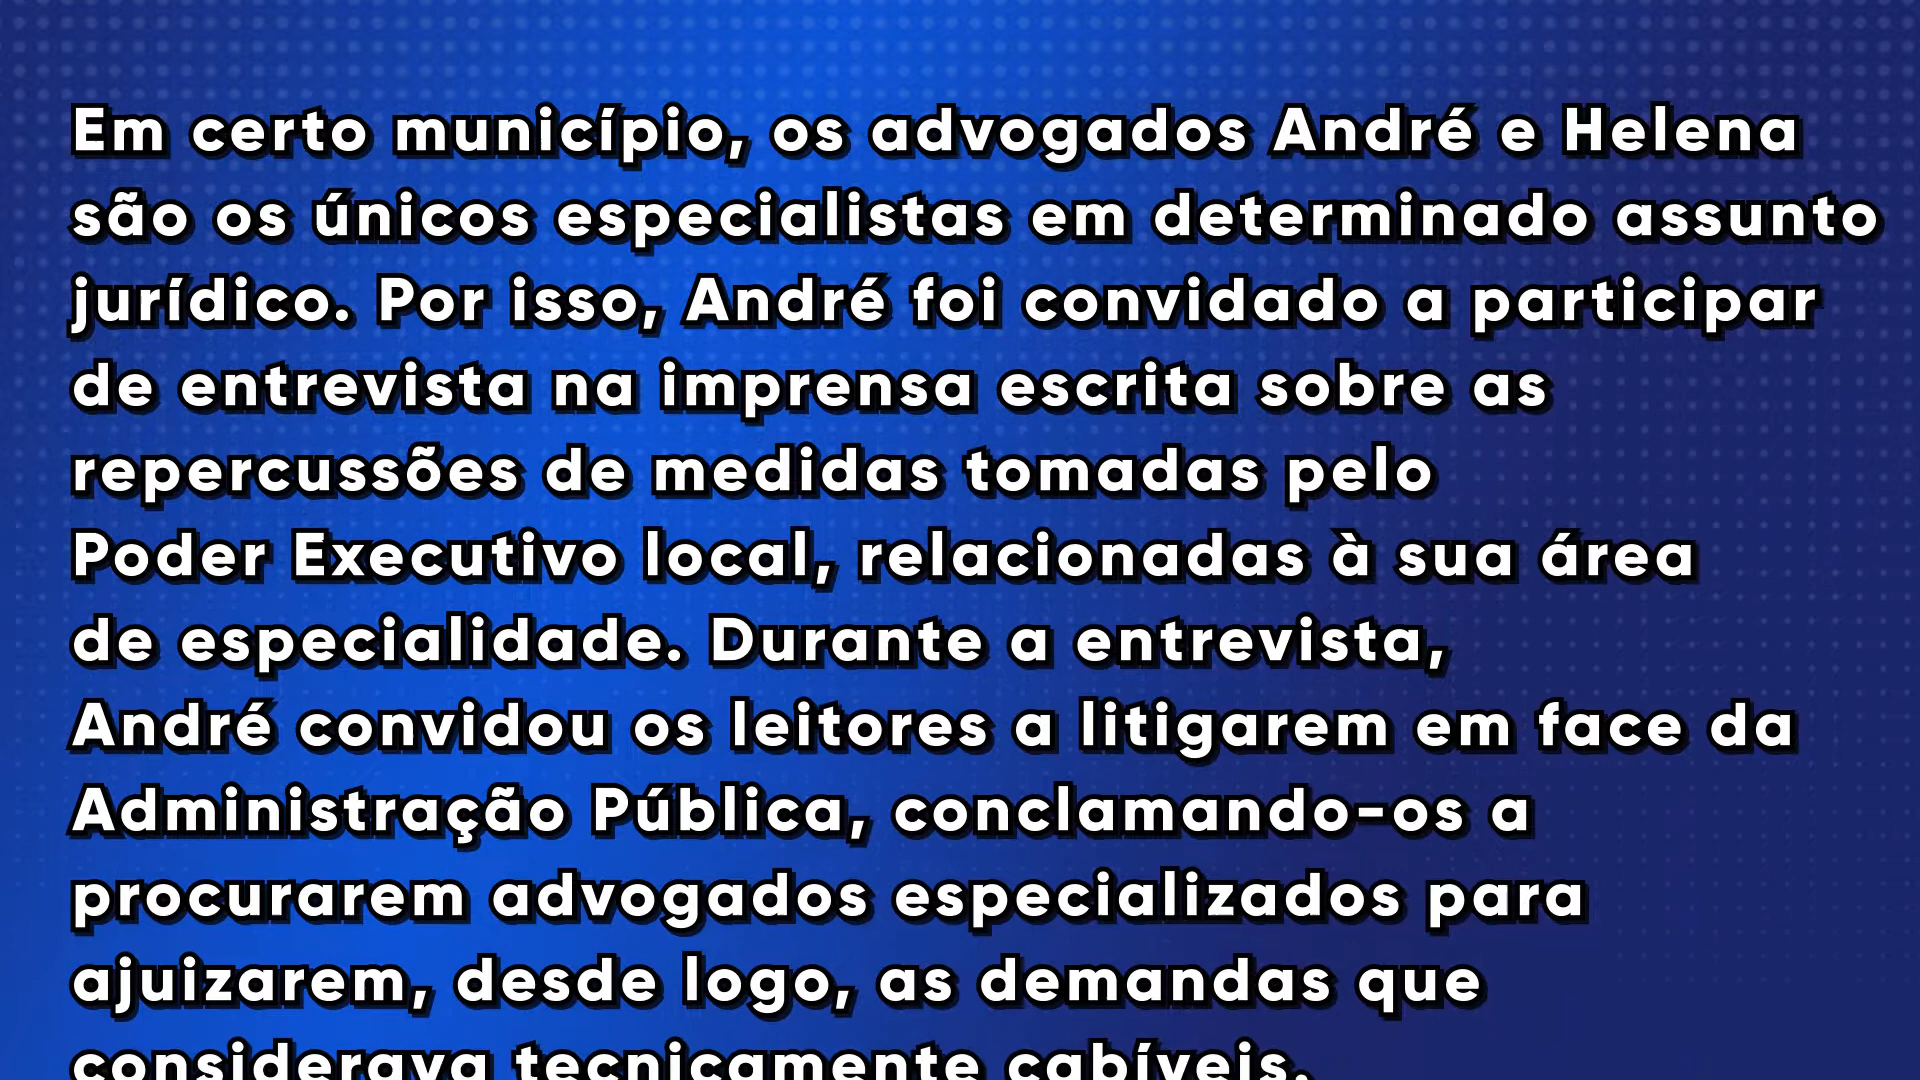 Em certo município, os advogados André e Helena
são os únicos especialistas em determinado assunto
jurídico. Por isso, André foi convidado a participar
de entrevista na imprensa escrita sobre as
repercussões de medidas tomadas pelo
Poder Executivo local, relacionadas à sua área
de especialidade. Durante a entrevista,
André convidou os leitores a litigarem em face da
Administração Pública, conclamando-os a
procurarem advogados especializados para
ajuizarem, desde logo, as demandas que
considerava tecnicamente cabíveis.